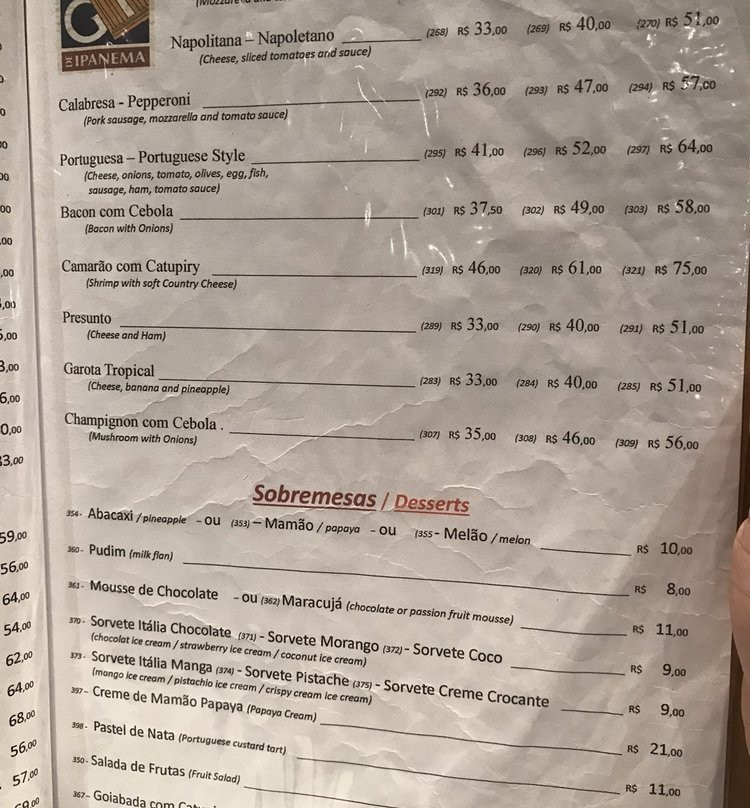 G
DE IPANEMA
Napolitana – Napoletano (268) R$ 33,00 (269) R$ 40,00 (270) R$ 51,00
(Cheese, sliced tomatoes and sauce)
Calabresa - Pepperoni (292) R$ 36,00 (293) R$ 47,00 (294) R$ 57,00
(Pork sausage, mozzarella and tomato sauce)
Portuguesa – Portuguese Style (295) R$ 41,00 (296) R$ 52,00 (297) R$ 64,00
(Cheese, onions, tomato, olives, egg, fish,
sausage, ham, tomato sauce)
Bacon com Cebola (301) R$ 37,50 (302) R$ 49,00 (303) R$ 58,00
(Bacon with Onions)
Camarão com Catupiry (319) R$ 46,00 (320) R$ 61,00 (321) R$ 75,00
(Shrimp with soft Country Cheese)
Presunto (289) R$ 33,00 (290) R$ 40,00 (291) R$ 51,00
(Cheese and Ham)
Garota Tropical (283) R$ 33,00 (284) R$ 40,00 (285) R$ 51,00
(Cheese, banana and pineapple)
Champignon com Cebola . (307) R$ 35,00 (308) R$ 46,00 (309) R$ 56,00
(Mushroom with Onions)
Sobremesas / Desserts
354- Abacaxi / pineapple - ou (353) – Mamão / papaya - ou (355 - Melão / melon R$ 10,00
360- Pudim (milk flan) R$ 8,00
361- Mousse de Chocolate - ou (362) Maracujá (chocolate or passion fruit mousse) R$ 11,00
370- Sorvete Itália Chocolate (371) - Sorvete Morango (372) - Sorvete Coco R$ 9,00
(chocolat ice cream / strawberry ice cream / coconut ice cream)
373- Sorvete Itália Manga (374) - Sorvete Pistache (375) - Sorvete Creme Crocante R$ 9,00
(mango ice cream / pistachio ice cream / crispy cream ice cream)
397– Creme de Mamão Papaya (Papaya Cream) R$ 21,00
398- Pastel de Nata (Portuguese custard tart) R$ 11,00
350- Salada de Frutas (Fruit Salad)
367- Goiabada com
59,00
56,00
64,00
54,00
62,00
64,00
68,00
56,00
57,00